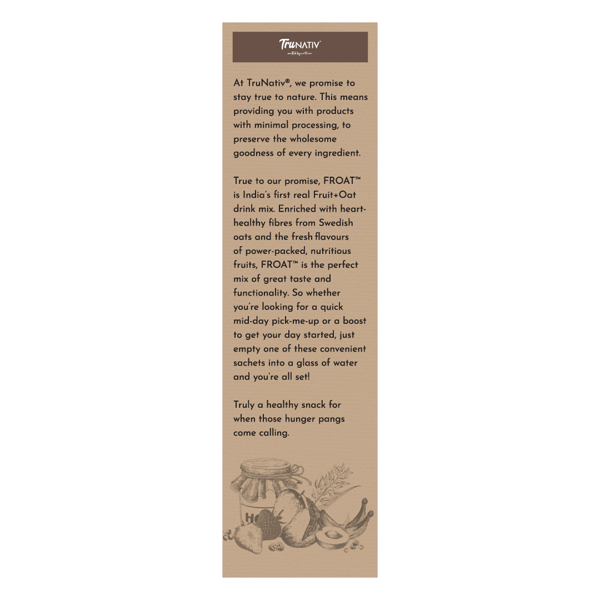 TruNativ
At TruNativ®, we promise to
stay true to nature. This means
providing you with products
with minimal processing, to
preserve the wholesome
goodness of every ingredient.
True to our promise, FROAT™
is India's first real Fruit+Oat
drink mix. Enriched with heart-
healthy fibres from Swedish
oats and the fresh flavours
of power-packed, nutritious
fruits, FROAT™ is the perfect
mix of great taste and
functionality. So whether
you're looking for a quick
mid-day pick-me-up or a boost
to get your day started, just
empty one of these convenient
sachets into a glass of water
and you're all set!
Truly a healthy snack for
when those hunger pangs
come calling.